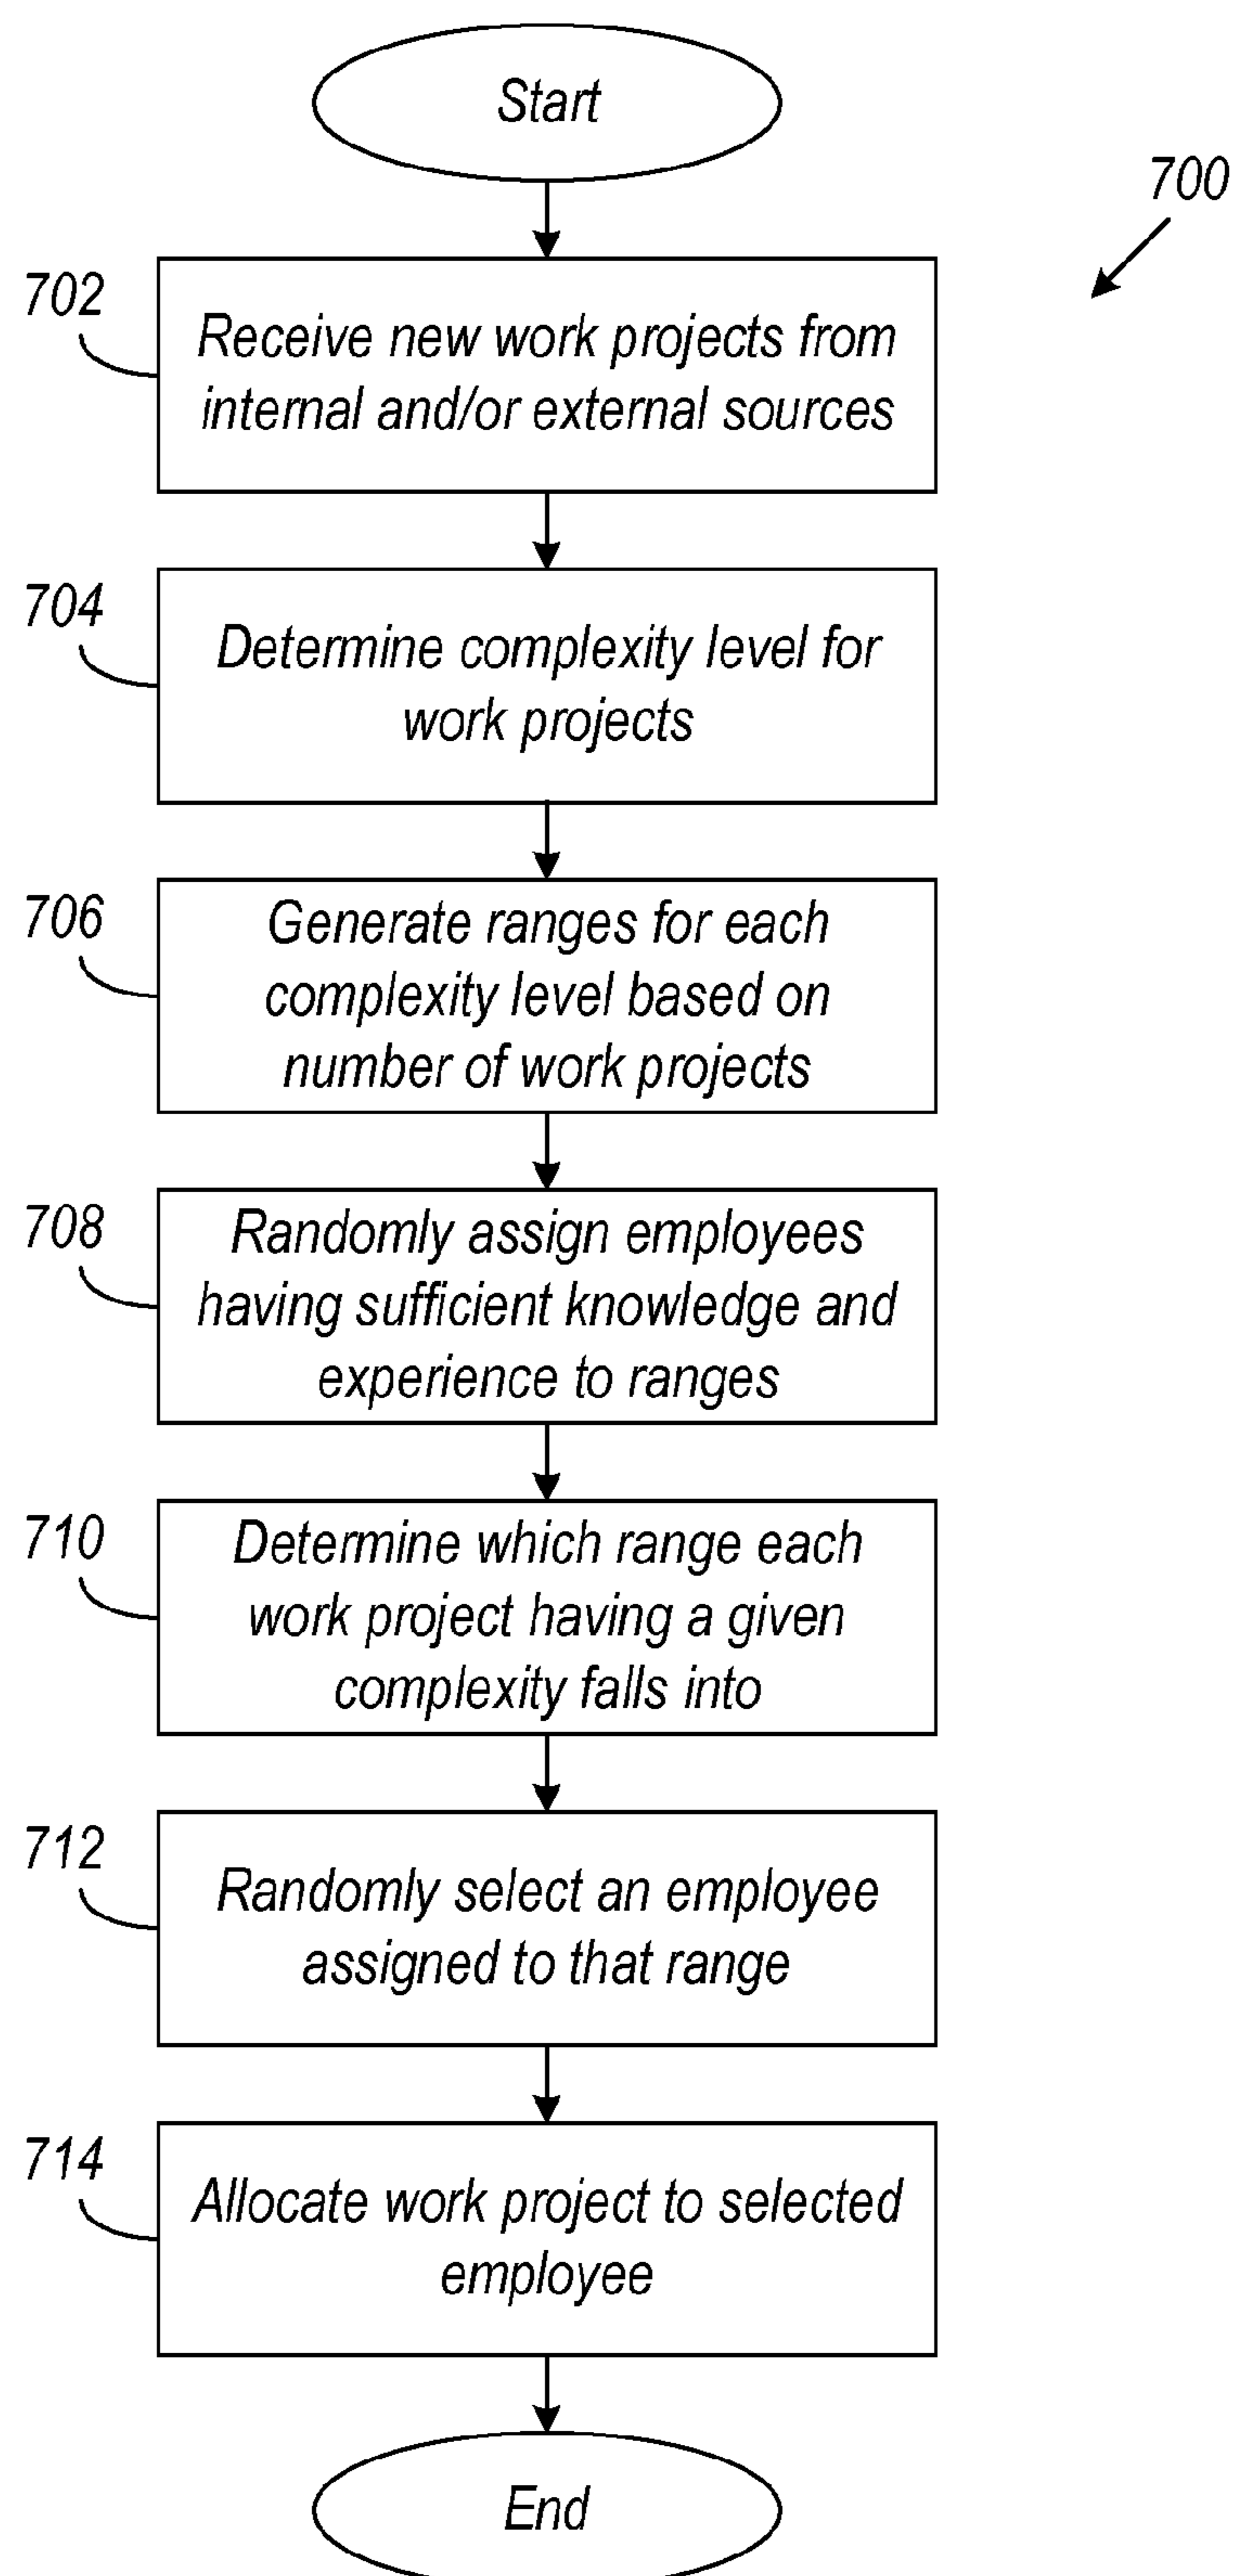 Start
700
702
Receive new work projects from
internal and/or external sources
704
Determine complexity level for
work projects
706
Generate ranges for each
complexity level based on
number of work projects
708
Randomly assign employees
having sufficient knowledge and
experience to ranges
710
Determine which range each
work project having a given
complexity falls into
712
Randomly select an employee
assigned to that range
714
Allocate work project to selected
employee
End